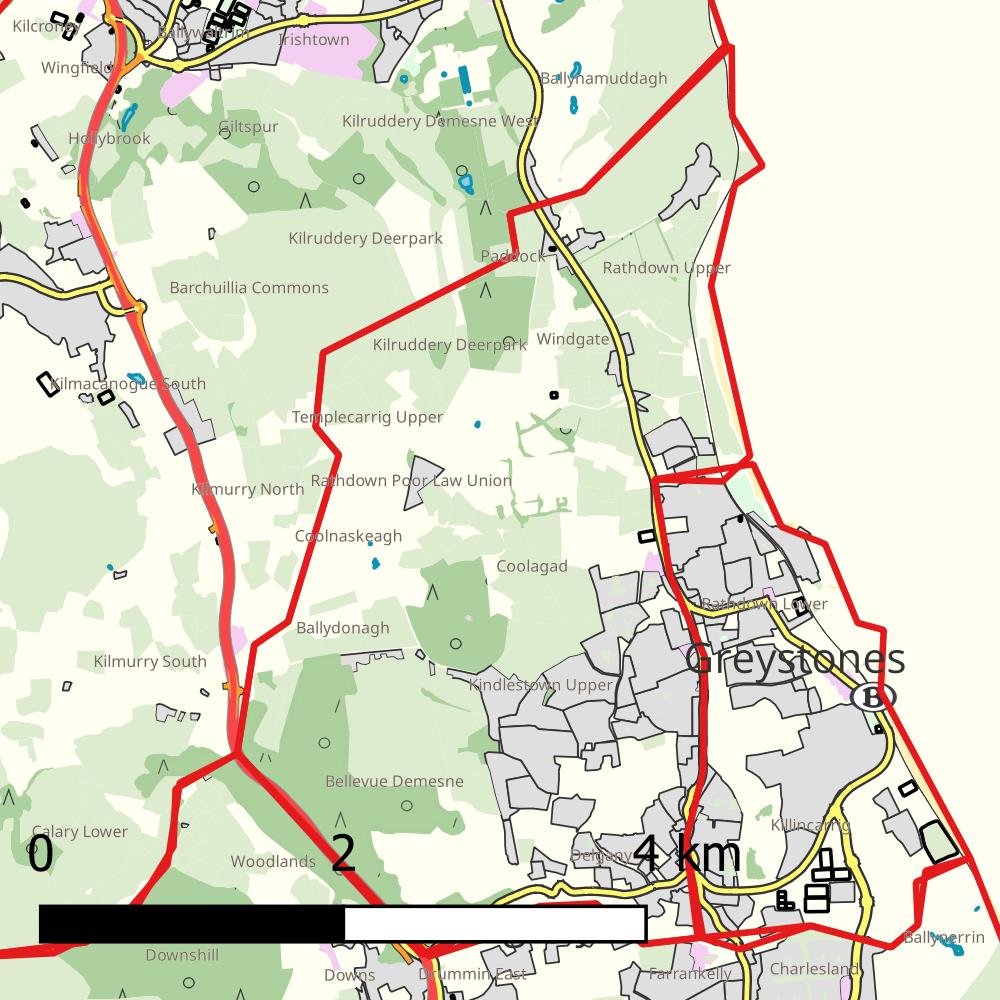 Kilcroney
Ballywaltrim
Irishtown
Wingfield
Ballynamuddagh
Hollybrook
Giltspur
Kilruddery Demesne West
Kilruddery Deerpark
Paddock
Rathdown Upper
Barchuillia Commons
Kilruddery Deerpark
Windgate
Kilmacanogue South
Templecarrig Upper
Kilmurry North
Rathdown Poor Law Union
Coolnaskeagh
Coolagad
Rathdown Lower
Ballydonagh
Kilmurry South
Greystones
Kindlestown Upper
B
Bellevue Demesne
Calary Lower
Killincarrig
0
2
4 km
Woodlands
Delgany
Downshill
Downs
Drummin East
Farrankelly
Charlesland
Ballynerrin